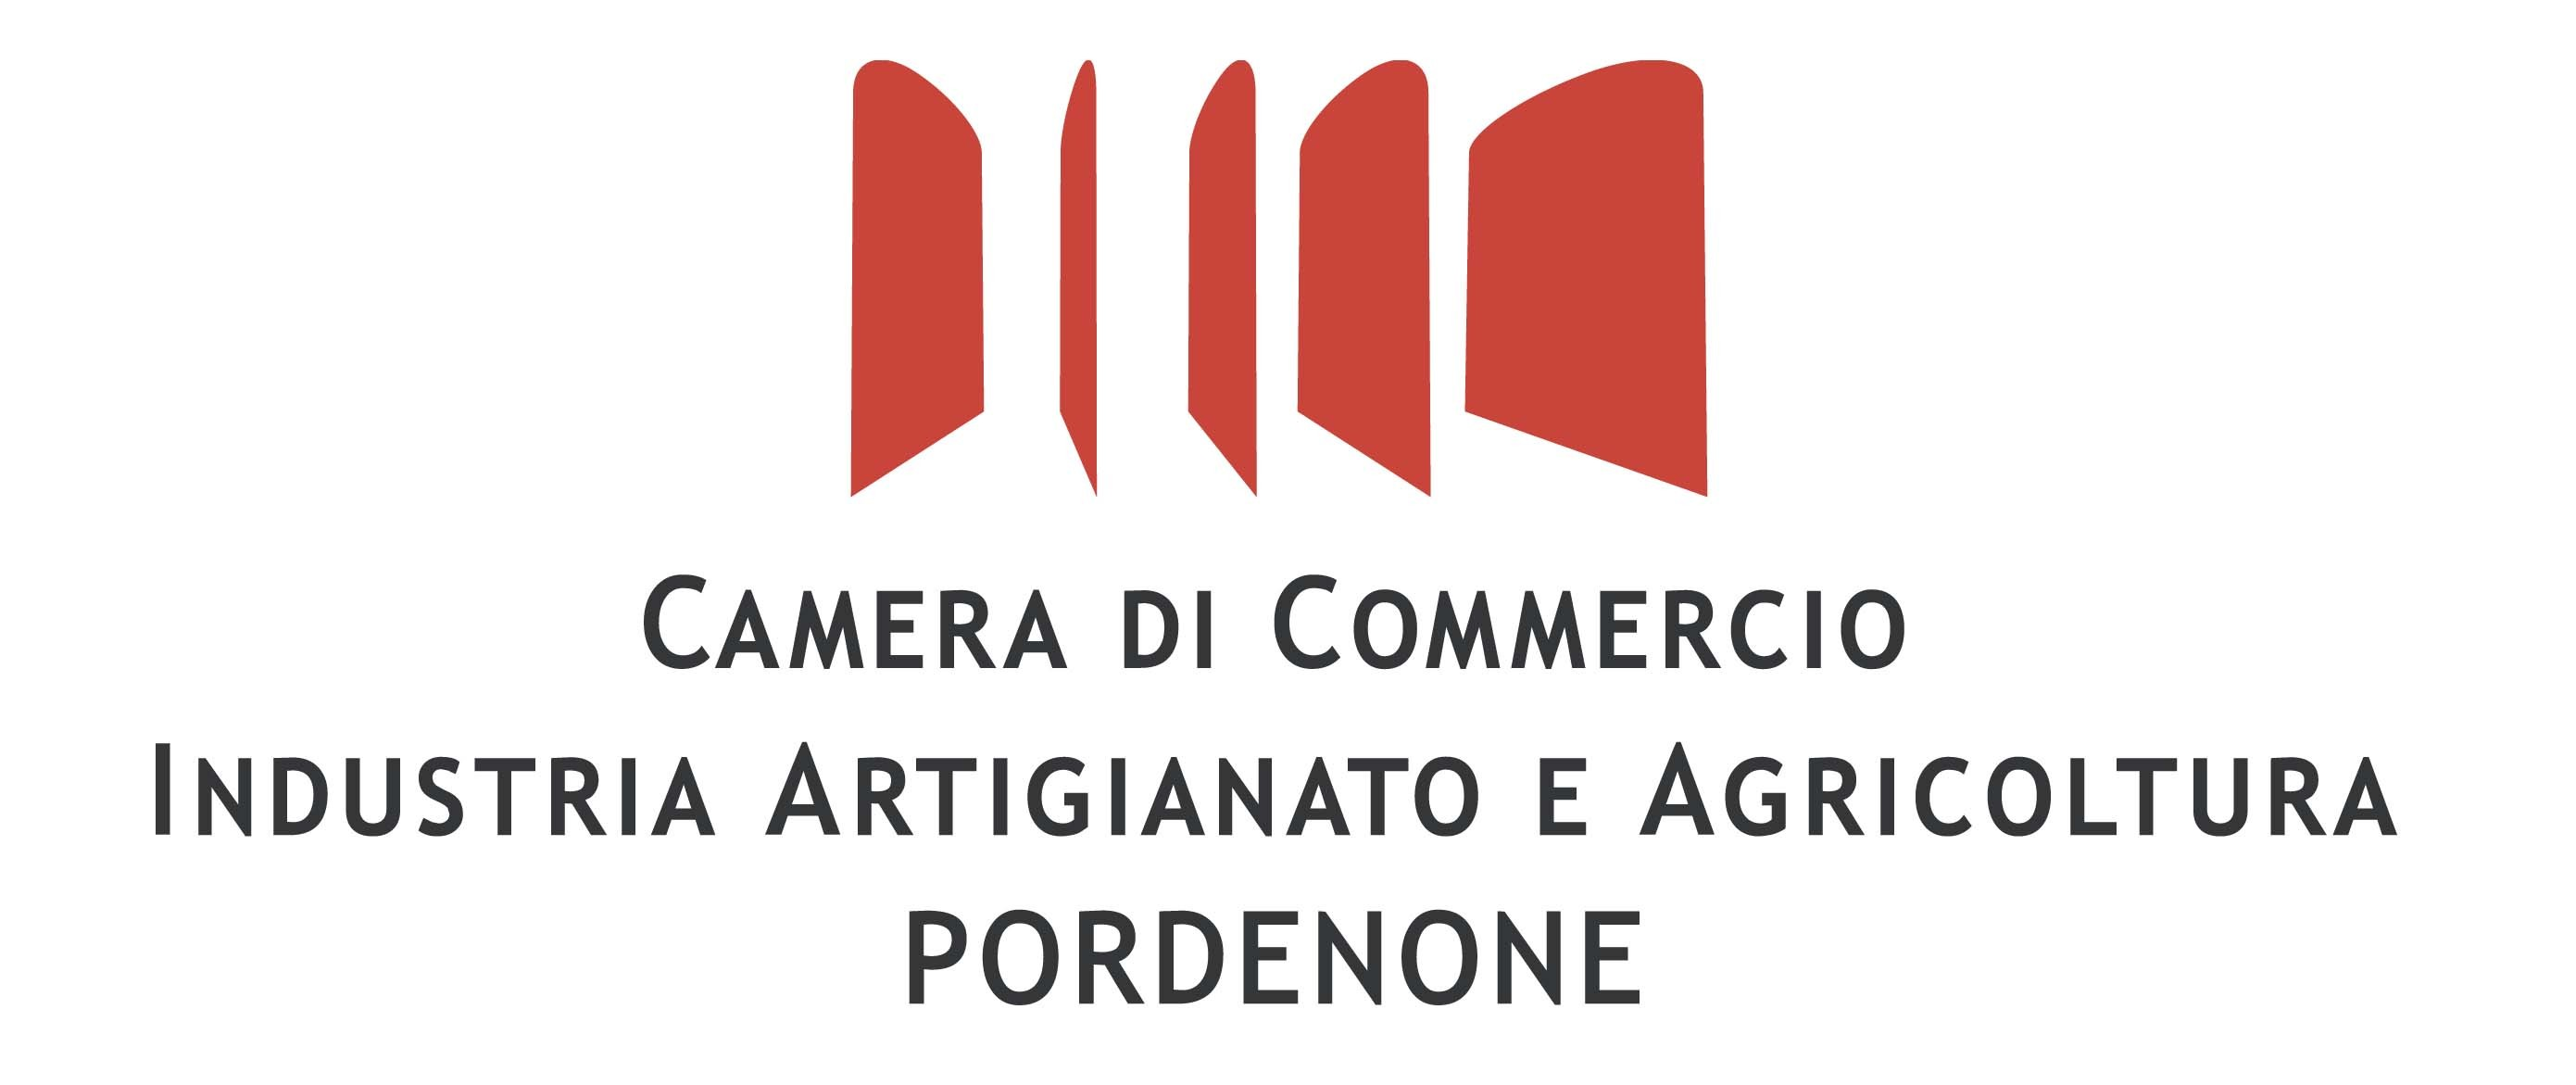 CAMERA DI COMMERCIO
INDUSTRIA ARTIGIANATO E AGRICOLTURA
PORDENONE